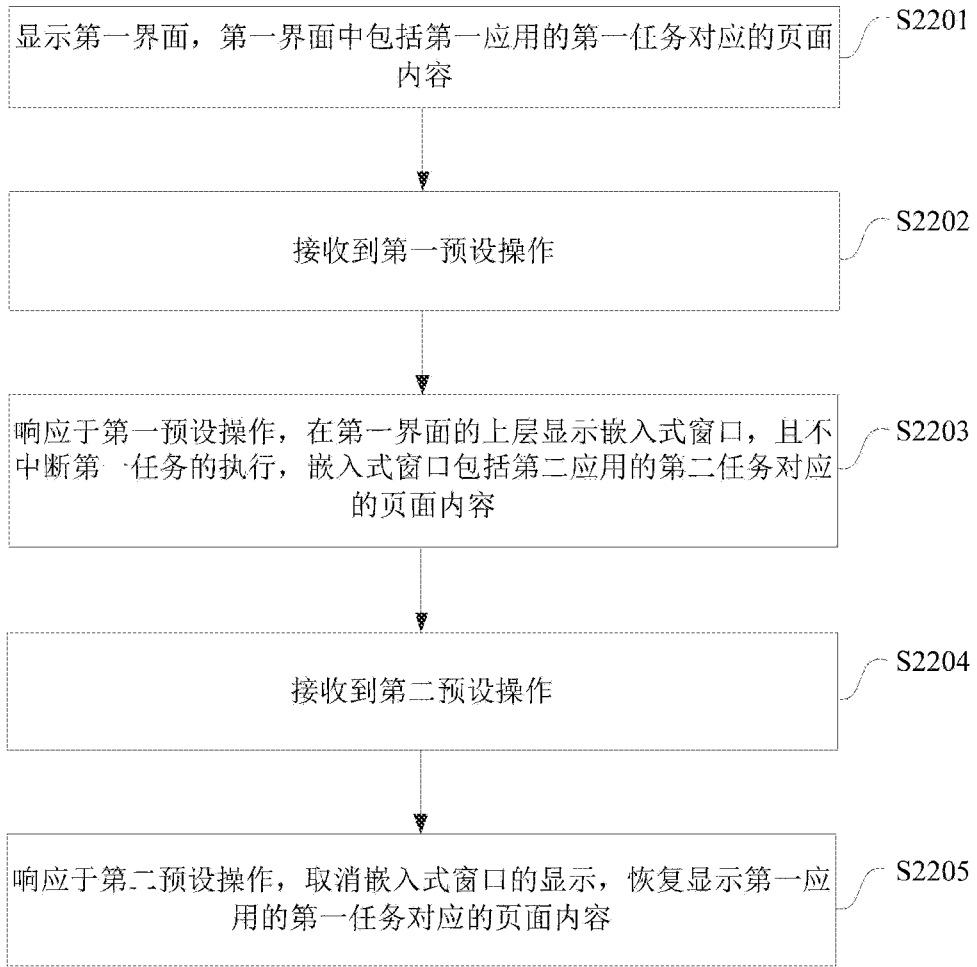 显示第一界面，第一界面中包括第一应用的第一任务对应的页面
内容
S2201
接收到第一预设操作
S2202
响应于第一预设操作，在第一界面的上层显示嵌入式窗口，且不
中断第一任务的执行，嵌入式窗口包括第二应用的第二任务对应
的页面内容
S2203
接收到第二预设操作
S2204
响应于第二预设操作，取消嵌入式窗口的显示，恢复显示第一应
用的第一任务对应的页面内容
S2205